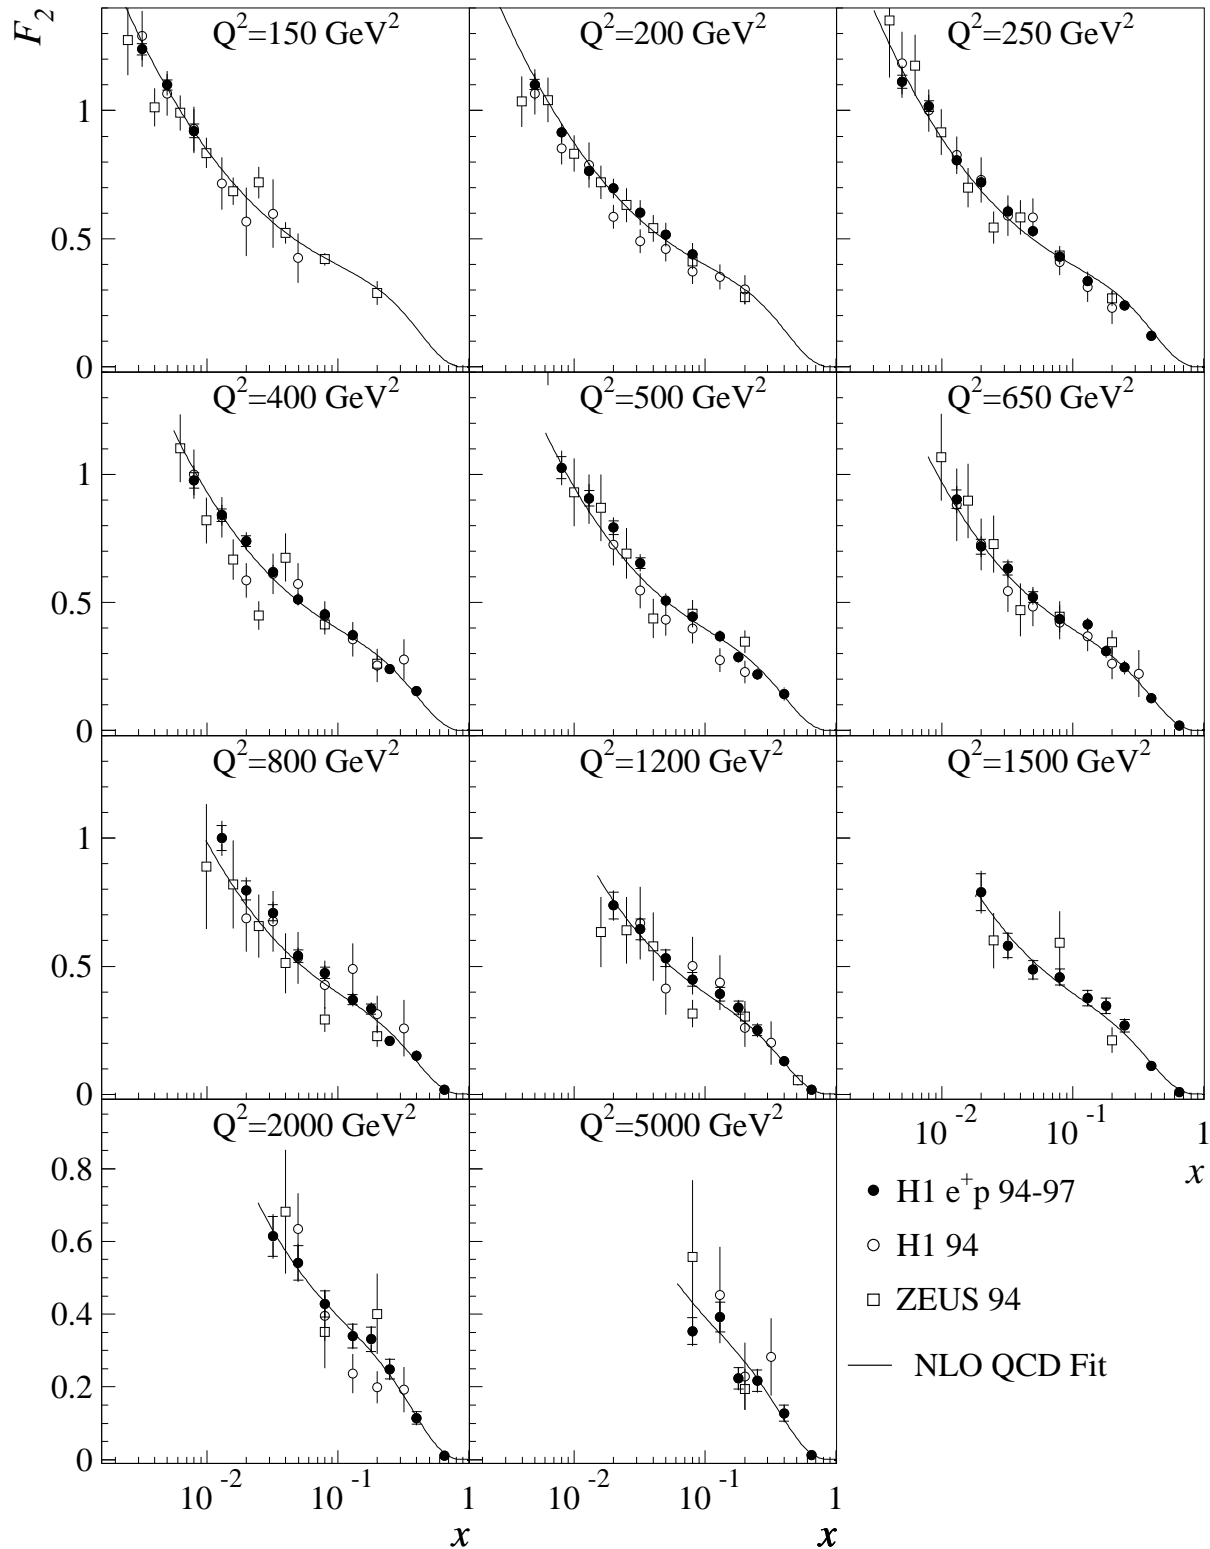 F₂
Q²=150 GeV²
Q²=200 GeV²
Q²=250 GeV²
1
0.5
0
Q²=400 GeV²
Q²=500 GeV²
Q²=650 GeV²
1
0.5
0
Q²=800 GeV²
Q²=1200 GeV²
Q²=1500 GeV²
1
0.5
0
Q²=2000 GeV²
Q²=5000 GeV²
10⁻² 10⁻¹ 1
x
0.8
0.6
0.4
0.2
0
H1 e⁺p 94-97
H1 94
ZEUS 94
NLO QCD Fit
10⁻² 10⁻¹ 1
x
10⁻² 10⁻¹ 1
x